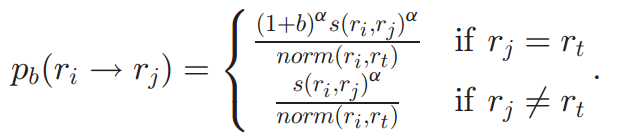 p_b(r_i → r_j) = { (1+b)^α s(r_i,r_j)^α / norm(r_i,r_t) if r_j = r_t
s(r_i,r_j)^α / norm(r_i,r_t) if r_j ≠ r_t .